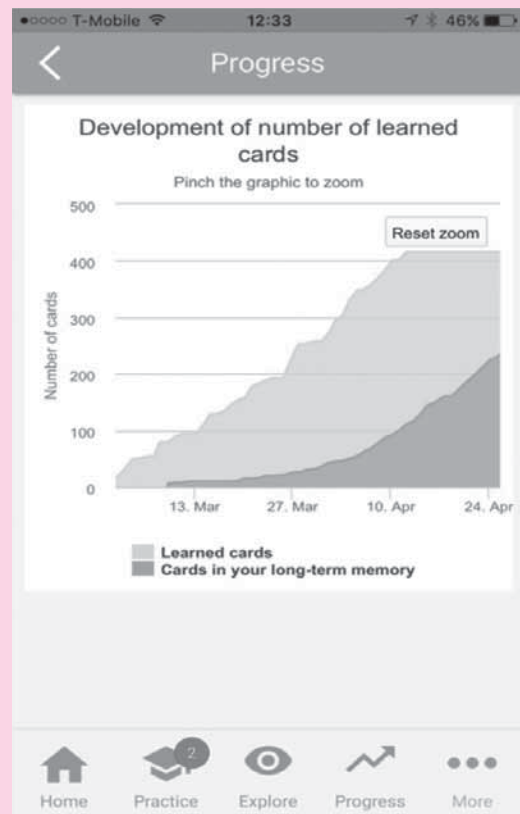 T-Mobile 12:33 46%
Progress
Development of number of learned
cards
Pinch the graphic to zoom
500
Reset zoom
400
300
200
100
0
Number of cards
13. Mar 27. Mar 10. Apr 24. Apr
Learned cards
Cards in your long-term memory
2
Home Practice Explore Progress More